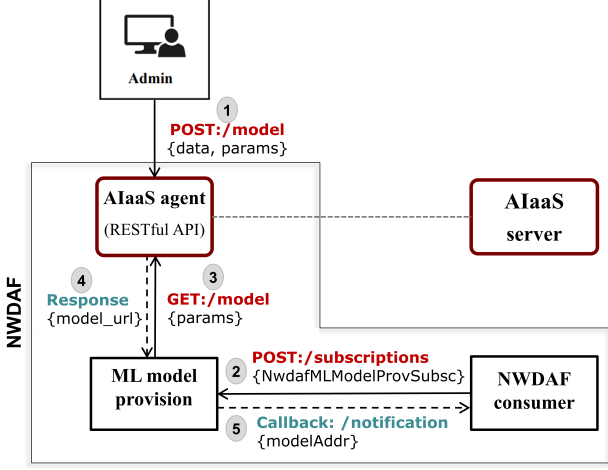 Admin
1
POST:/model
{data, params}
AIaaS agent
(RESTful API)
AIaaS
server
4
3
Response
{model_url}
GET:/model
{params}
NWDAF
ML model
provision
2
POST:/subscriptions
{NwdafMLModelProvSubsc}
NWDAF
consumer
5
Callback: /notification
{modelAddr}